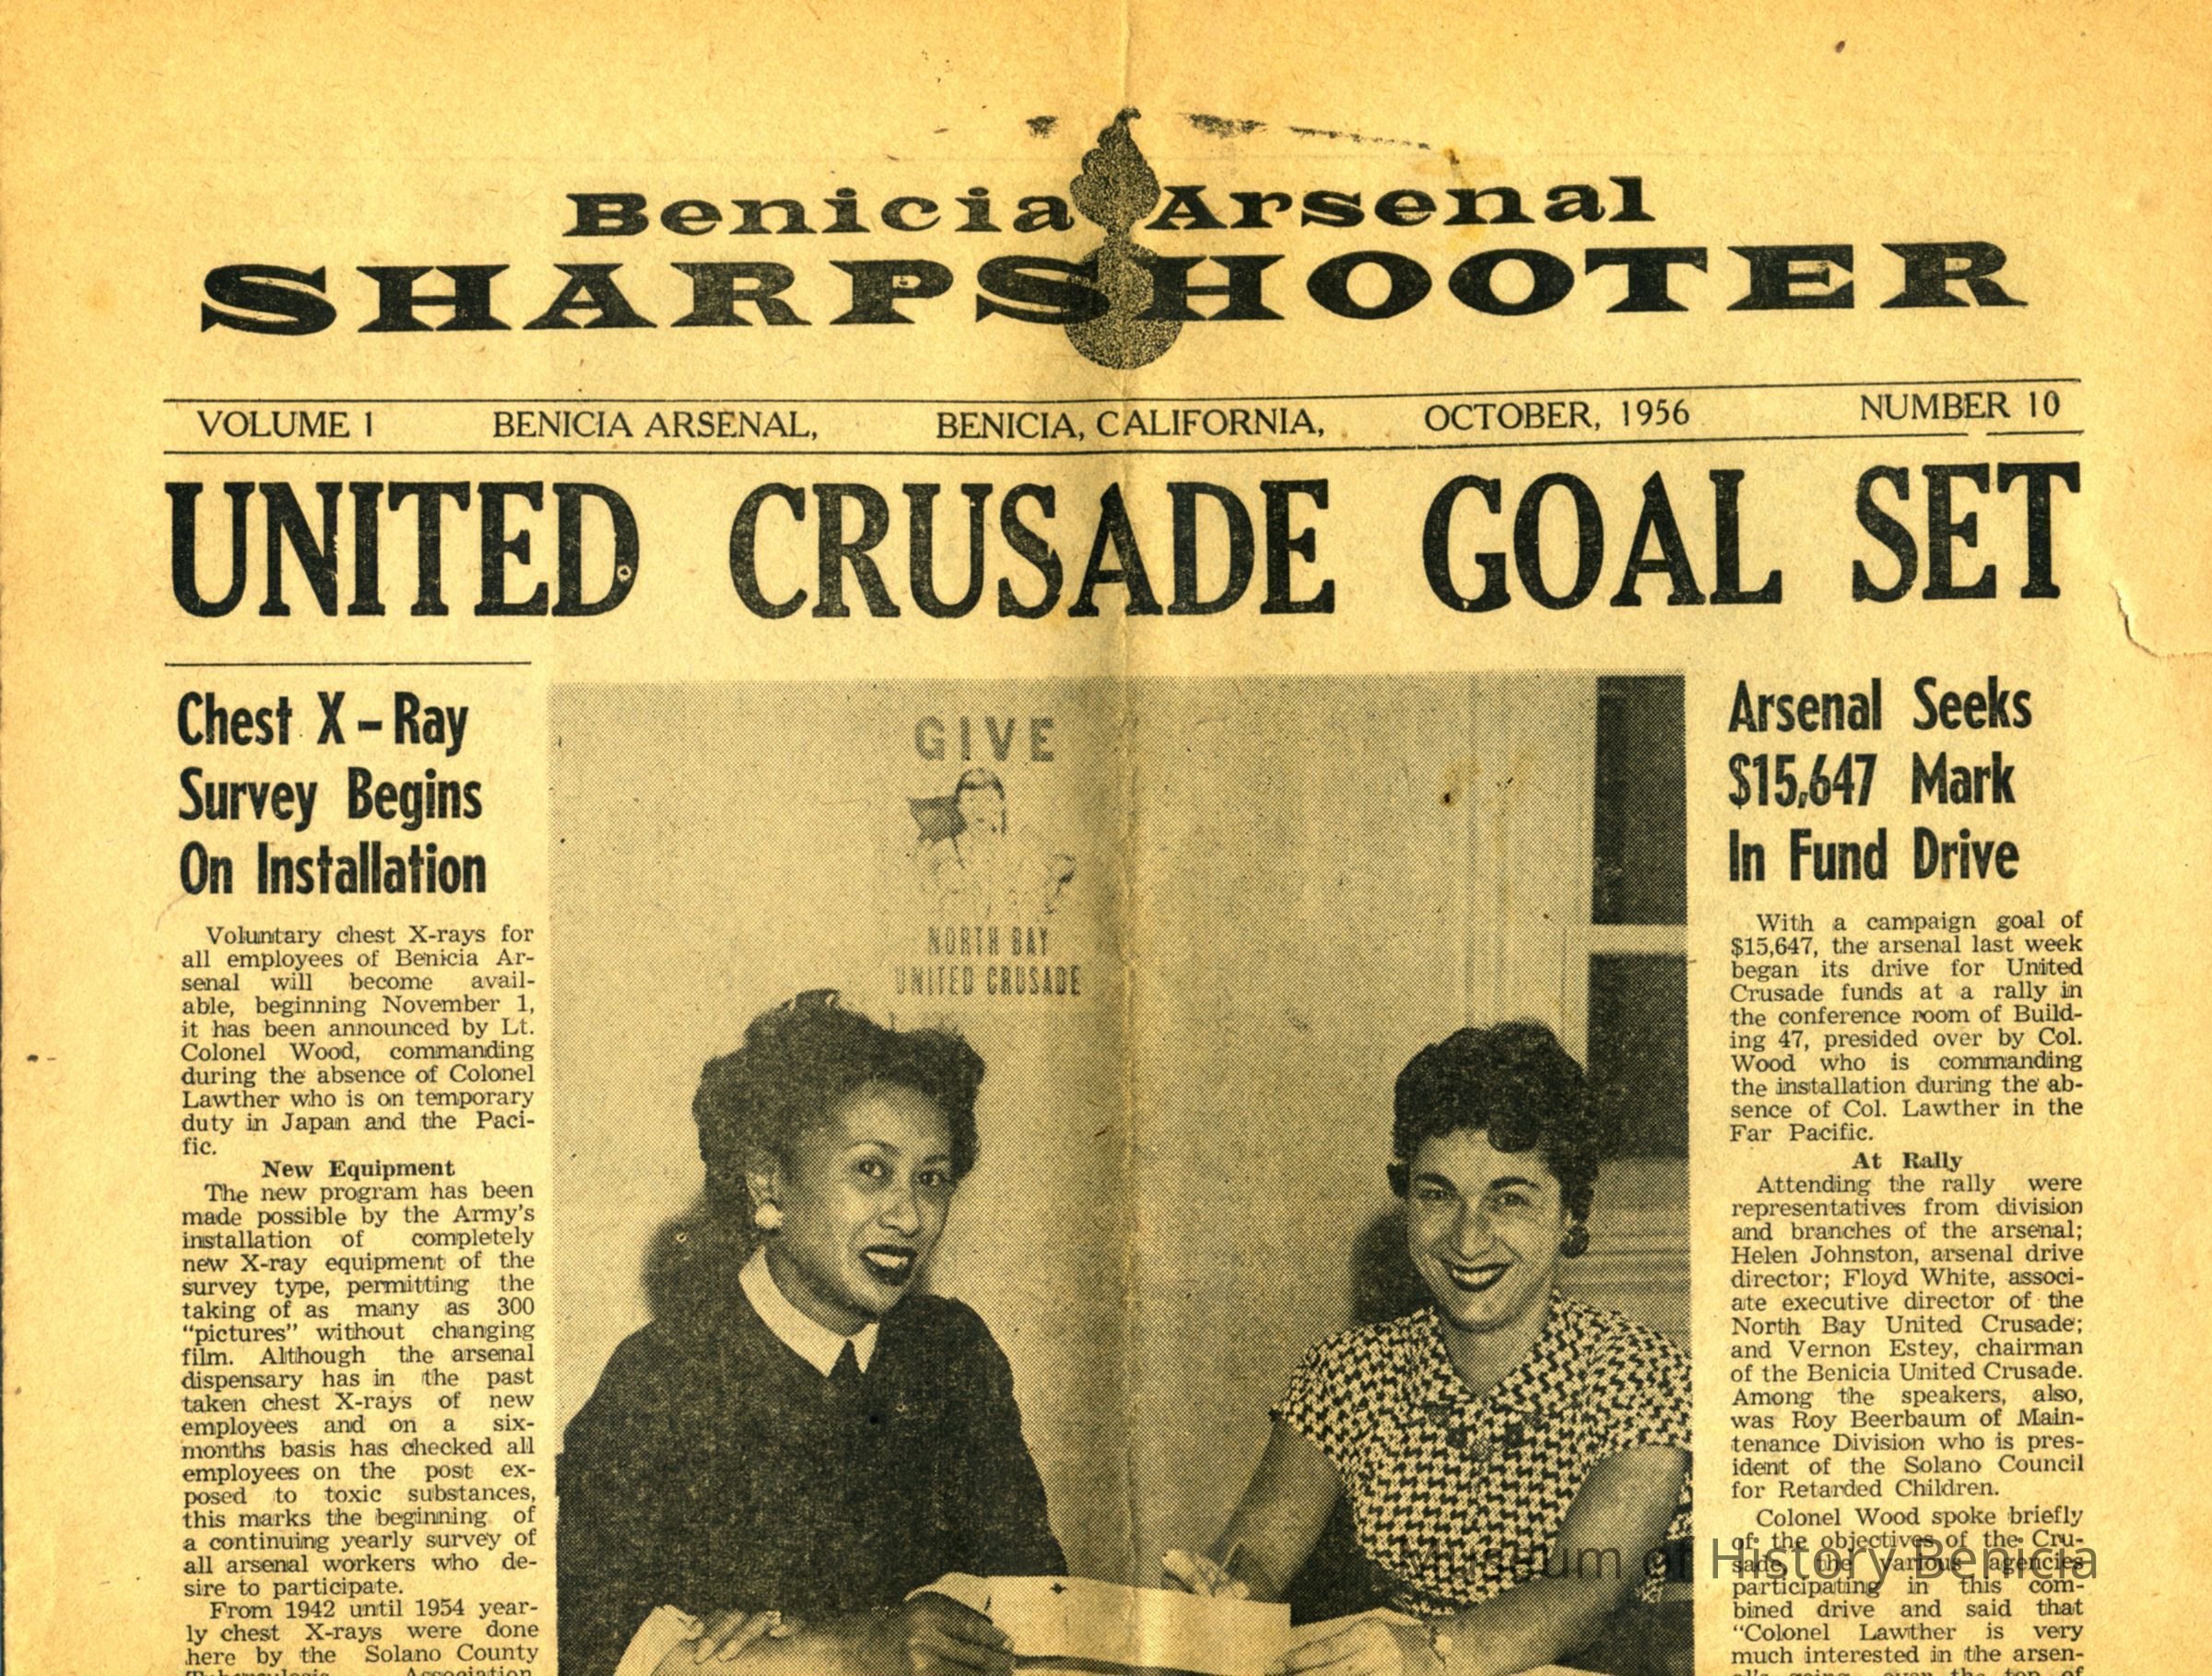 Benicia Arsenal
SHARPSHOOTER
VOLUME 1 BENICIA ARSENAL, BENICIA, CALIFORNIA, OCTOBER, 1956 NUMBER 10
UNITED CRUSADE GOAL SET
Chest X-Ray
Survey Begins
On Installation
Voluntary chest X-rays for
all employees of Benicia Ar-
senal will become avail-
able, beginning November 1,
it has been announced by Lt.
Colonel Wood, commanding
during the absence of Colonel
Lawther who is on temporary
duty in Japan and the Paci-
fic.
New Equipment
The new program has been
made possible by the Army's
installation of completely
new X-ray equipment of the
survey type, permitting the
taking of as many as 300
"pictures" without changing
film. Although the arsenal
dispensary has in the past
taken chest X-rays of new
employees and on a six-
months basis has checked all
employees on the post ex-
posed to toxic substances,
this marks the beginning of
a continuing yearly survey of
all arsenal workers who de-
sire to participate.
From 1942 until 1954 year-
ly chest X-rays were done
here by the Solano County
Tuberculosis Association
GIVE
NORTH BAY
UNITED CRUSADE
Arsenal Seeks
$15,647 Mark
In Fund Drive
With a campaign goal of
$15,647, the arsenal last week
began its drive for United
Crusade funds at a rally in
the conference room of Build-
ing 47, presided over by Col.
Wood who is commanding
the installation during the ab-
sence of Col. Lawther in the
Far Pacific.
At Rally
Attending the rally were
representatives from division
and branches of the arsenal;
Helen Johnston, arsenal drive
director; Floyd White, associ-
ate executive director of the
North Bay United Crusade;
and Vernon Estey, chairman
of the Benicia United Crusade.
Among the speakers, also,
was Roy Beerbaum of Main-
tenance Division who is pres-
ident of the Solano Council
for Retarded Children.
Colonel Wood spoke briefly
of the objectives of the Cru-
sade, the various agencies
participating in this com-
bined drive and said that
"Colonel Lawther is very
much interested in the arsen-
al's going over the top of
Museum of History Benicia